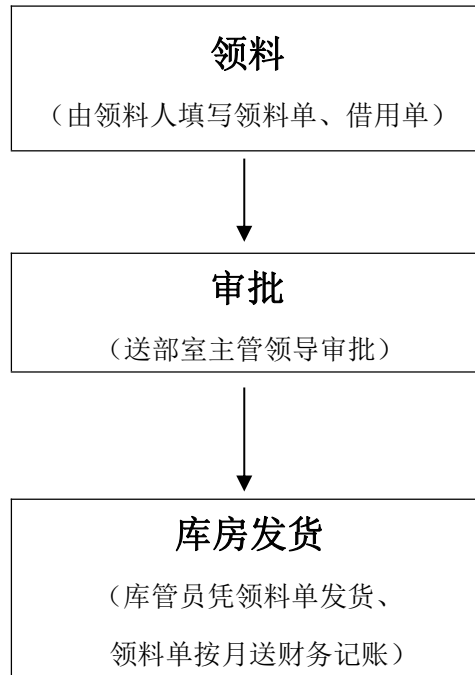 领料
（由领料人填写领料单、借用单）
审批
（送部室主管领导审批）
库房发货
（库管员凭领料单发货、
领料单按月送财务记账）